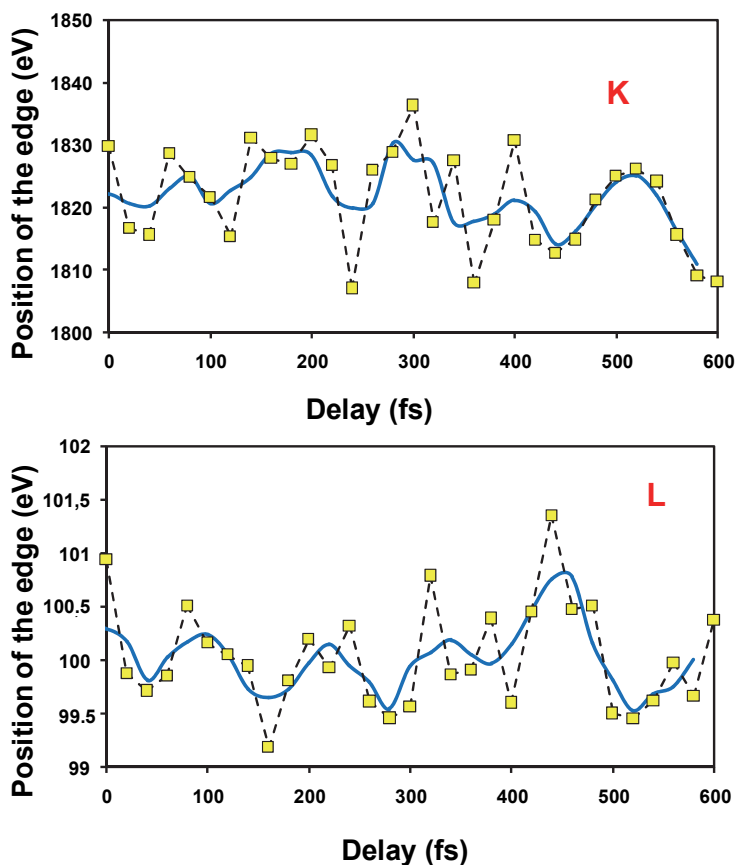 1850
1840
1830
1820
1810
1800
Position of the edge (eV)
K
0 100 200 300 400 500 600
Delay (fs)
102
101,5
101
100,5
100
99,5
99
Position of the edge (eV)
L
0 100 200 300 400 500 600
Delay (fs)